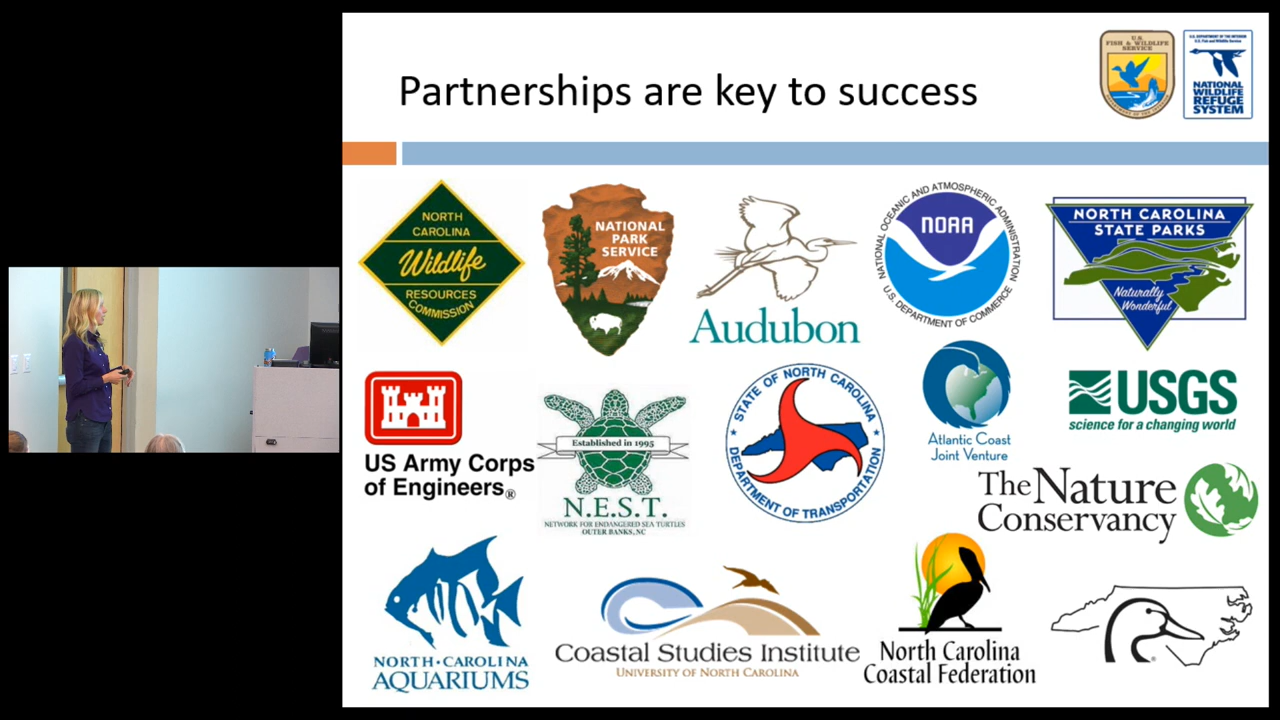 Partnerships are key to success
U.S.
FISH & WILDLIFE
SERVICE
U.S. DEPARTMENT OF THE INTERIOR
U.S. Fish and Wildlife Service
NATIONAL
WILDLIFE
REFUGE
SYSTEM
NORTH
CAROLINA
Wildlife
RESOURCES
COMMISSION
NATIONAL
PARK
SERVICE
Audubon
NATIONAL OCEANIC AND ATMOSPHERIC ADMINISTRATION
NOAA
U.S. DEPARTMENT OF COMMERCE
NORTH CAROLINA
STATE PARKS
Naturally
Wonderful
US Army Corps
of Engineers®
Established in 1995
N.E.S.T.
NETWORK FOR ENDANGERED SEA TURTLES
OUTER BANKS, NC
STATE OF NORTH CAROLINA
DEPARTMENT OF TRANSPORTATION
Atlantic Coast
Joint Venture
USGS
science for a changing world
The Nature
Conservancy
NORTH•CAROLINA
AQUARIUMS
Coastal Studies Institute
UNIVERSITY OF NORTH CAROLINA
North Carolina
Coastal Federation